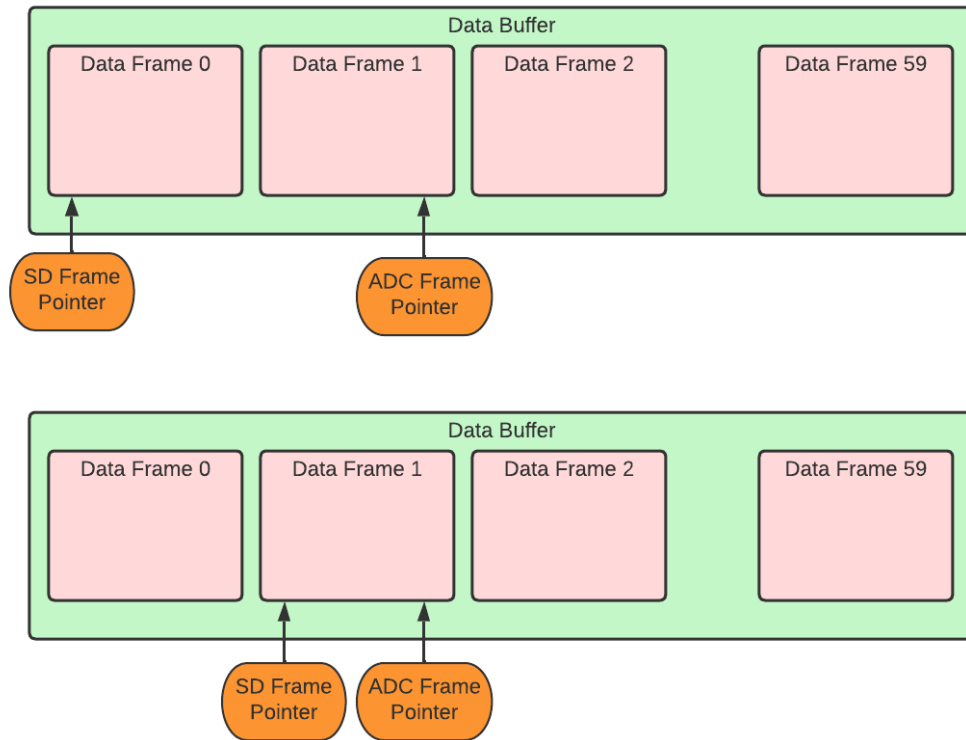 Data Buffer
Data Frame 0
Data Frame 1
Data Frame 2
Data Frame 59
SD Frame
Pointer
ADC Frame
Pointer
Data Buffer
Data Frame 0
Data Frame 1
Data Frame 2
Data Frame 59
SD Frame
Pointer
ADC Frame
Pointer